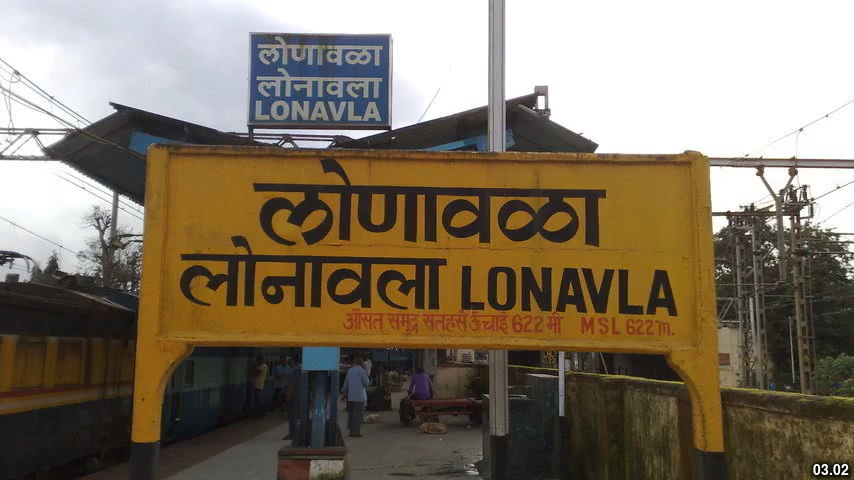 लोणावळा
लोनावला
LONAVLA
लोणावळा
लोनावला LONAVLA
औसत समुद्र सतहसे ऊंचाई 622 मी MSL 622 m.
03.02